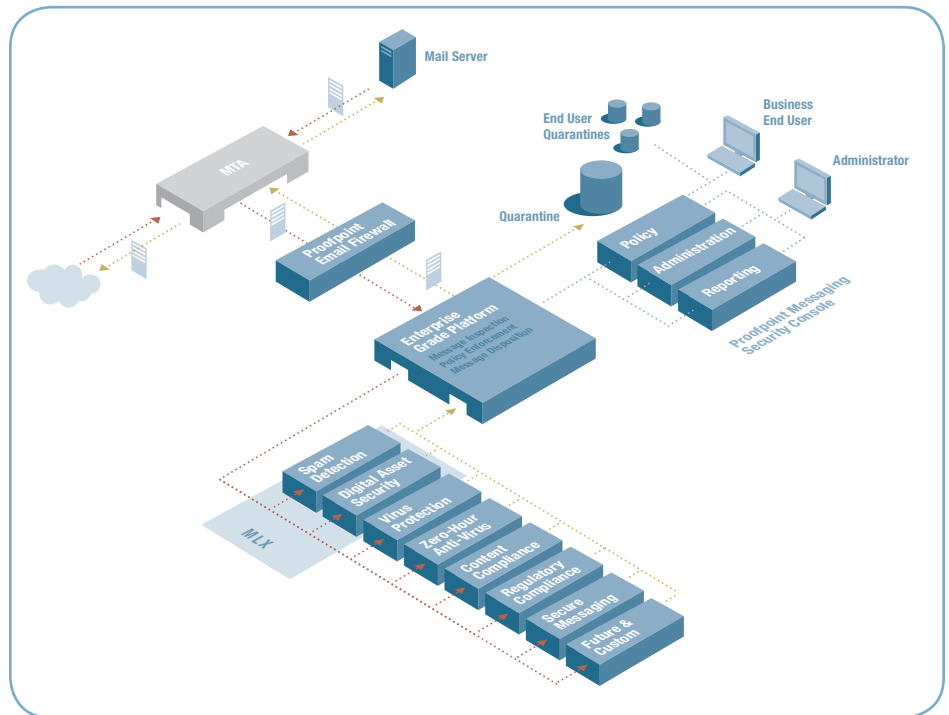 Mail Server
MTA
Proofpoint
Email Firewall
End User
Quarantines
Business
End User
Administrator
Quarantine
Policy
Administration
Reporting
Proofpoint Messaging
Security Console
Enterprise
Grade Platform
Message Inspection
Policy Enforcement
Message Disposition
Spam
Detection
Digital Asset
Security
Virus
Protection
Zero-Hour
Anti-Virus
Content
Compliance
Regulatory
Compliance
Secure
Messaging
Future &
Custom
MLX